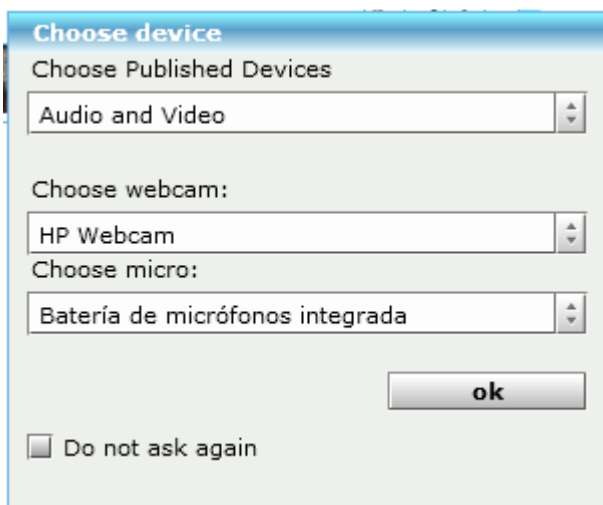 Choose device
Choose Published Devices
Audio and Video
Choose webcam:
HP Webcam
Choose micro:
Batería de micrófonos integrada
ok
Do not ask again